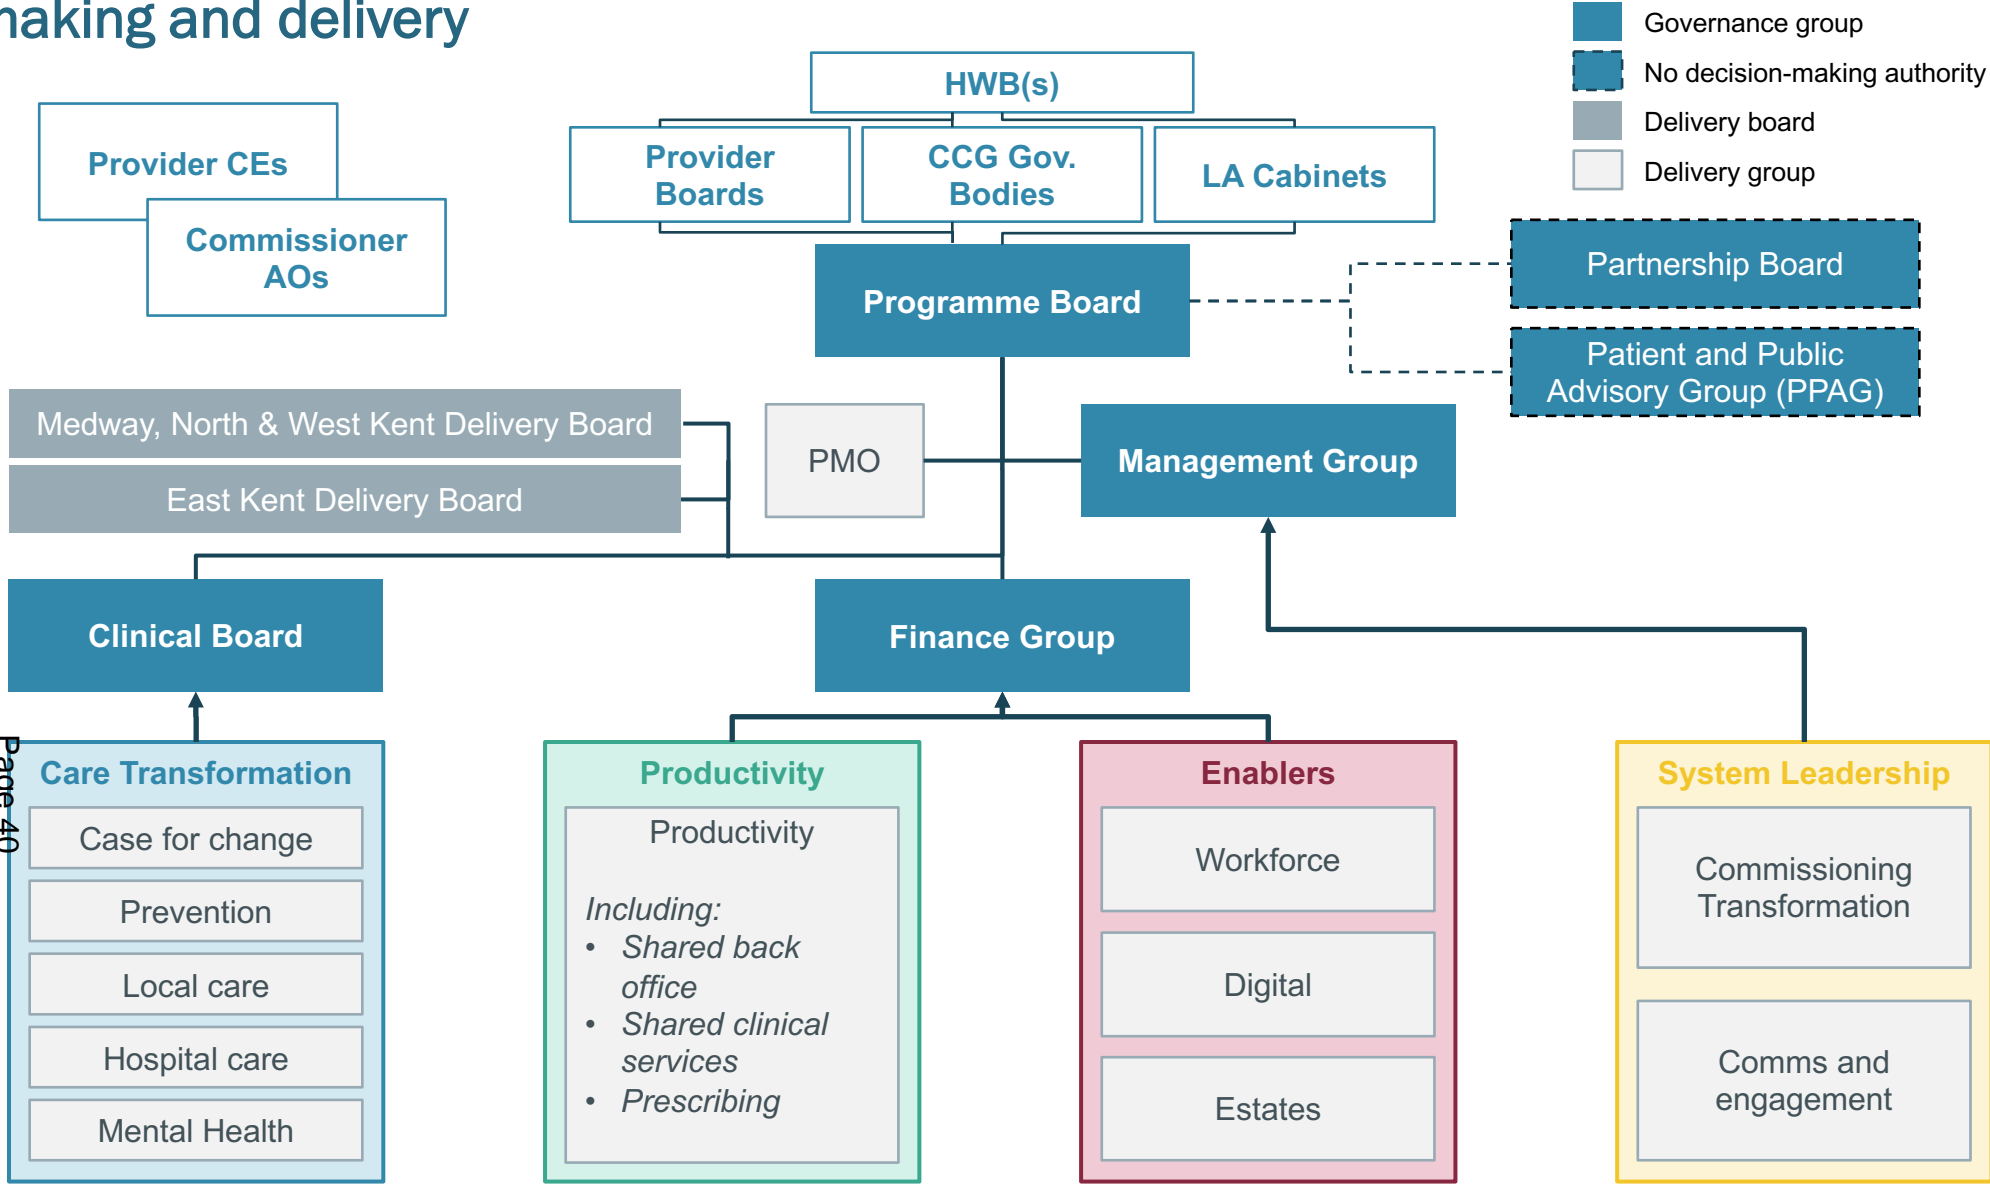 making and delivery
Governance group
No decision-making authority
Delivery board
Delivery group
HWB(s)
Provider CEs
Commissioner
AOs
Provider
Boards
CCG Gov.
Bodies
LA Cabinets
Programme Board
Partnership Board
Patient and Public
Advisory Group (PPAG)
Medway, North & West Kent Delivery Board
East Kent Delivery Board
PMO
Management Group
Clinical Board
Finance Group
Page 40
Care Transformation
Case for change
Prevention
Local care
Hospital care
Mental Health
Productivity
Productivity
Including:
• Shared back
office
• Shared clinical
services
• Prescribing
Enablers
Workforce
Digital
Estates
System Leadership
Commissioning
Transformation
Comms and
engagement